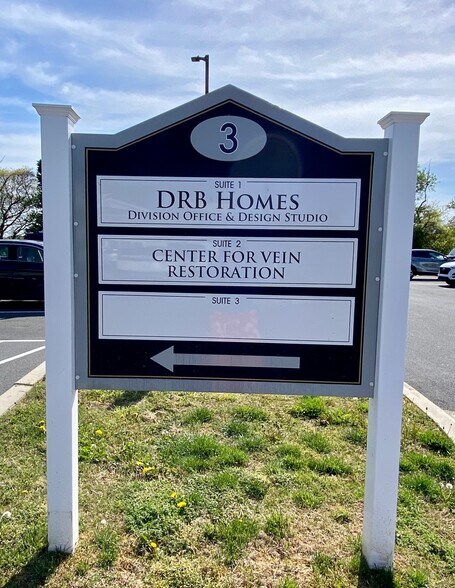 3
SUITE 1
DRB HOMES
DIVISION OFFICE & DESIGN STUDIO
SUITE 2
CENTER FOR VEIN
RESTORATION
SUITE 3